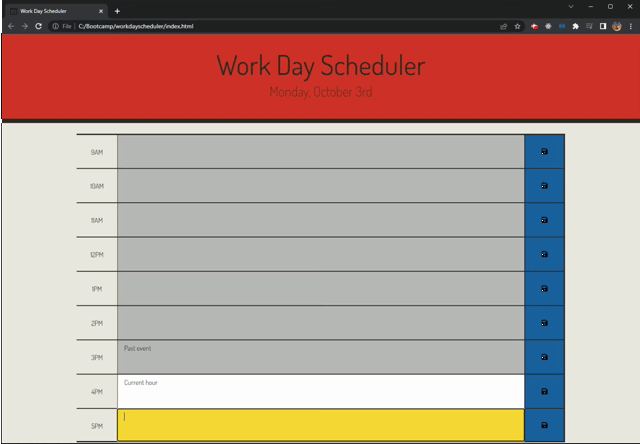 Work Day Scheduler
File | C:/Bootcamp/workdayscheduler/index.html
Work Day Scheduler
Monday, October 3rd
9AM
10AM
11AM
12PM
1PM
2PM
3PM Past event
4PM Current hour
5PM